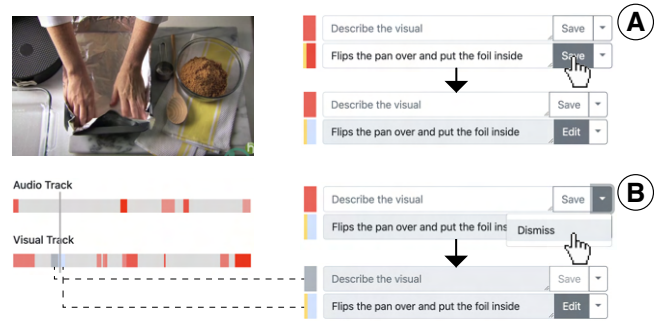 Describe the visual Save
Flips the pan over and put the foil inside Save
A
Describe the visual Save
Flips the pan over and put the foil inside Edit
Audio Track
Visual Track
Describe the visual Save
B
Flips the pan over and put the foil ins
Dismiss
Describe the visual Save
Flips the pan over and put the foil inside Edit